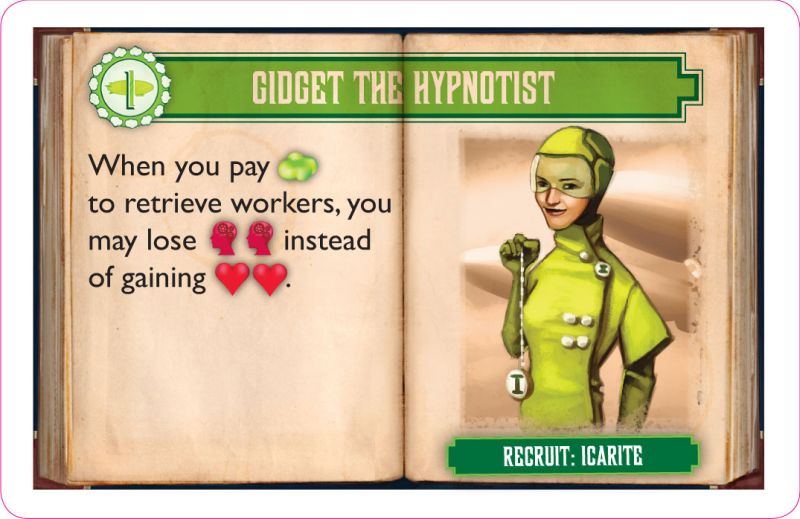 GIDGET THE HYPNOTIST
When you pay
to retrieve workers, you
may lose instead
of gaining .
I
I
RECRUIT: ICARITE